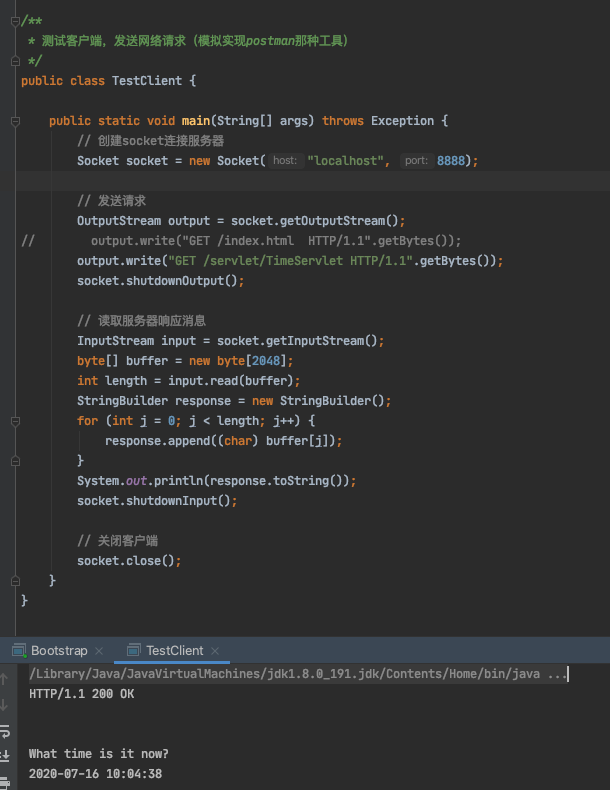 /**
 * 测试客户端，发送网络请求（模拟实现postman那种工具）
 */
public class TestClient {
    public static void main(String[] args) throws Exception {
        // 创建socket连接服务器
        Socket socket = new Socket( host: "localhost", port: 8888);
        // 发送请求
        OutputStream output = socket.getOutputStream();
//        output.write("GET /index.html  HTTP/1.1".getBytes());
        output.write("GET /servlet/TimeServlet HTTP/1.1".getBytes());
        socket.shutdownOutput();
        // 读取服务器响应消息
        InputStream input = socket.getInputStream();
        byte[] buffer = new byte[2048];
        int length = input.read(buffer);
        StringBuilder response = new StringBuilder();
        for (int j = 0; j < length; j++) {
            response.append((char) buffer[j]);
        }
        System.out.println(response.toString());
        socket.shutdownInput();
        // 关闭客户端
        socket.close();
    }
}
Bootstrap × TestClient ×
/Library/Java/JavaVirtualMachines/jdk1.8.0_191.jdk/Contents/Home/bin/java ...
HTTP/1.1 200 OK
What time is it now?
2020-07-16 10:04:38